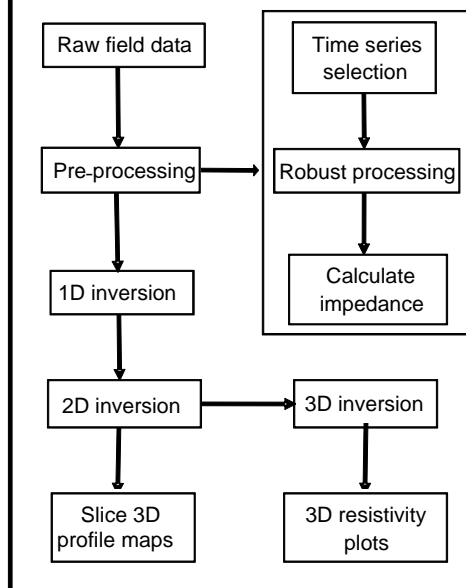 Raw field data
Pre-processing
1D inversion
2D inversion
Slice 3D
profile maps
Time series
selection
Robust processing
Calculate
impedance
3D inversion
3D resistivity
plots